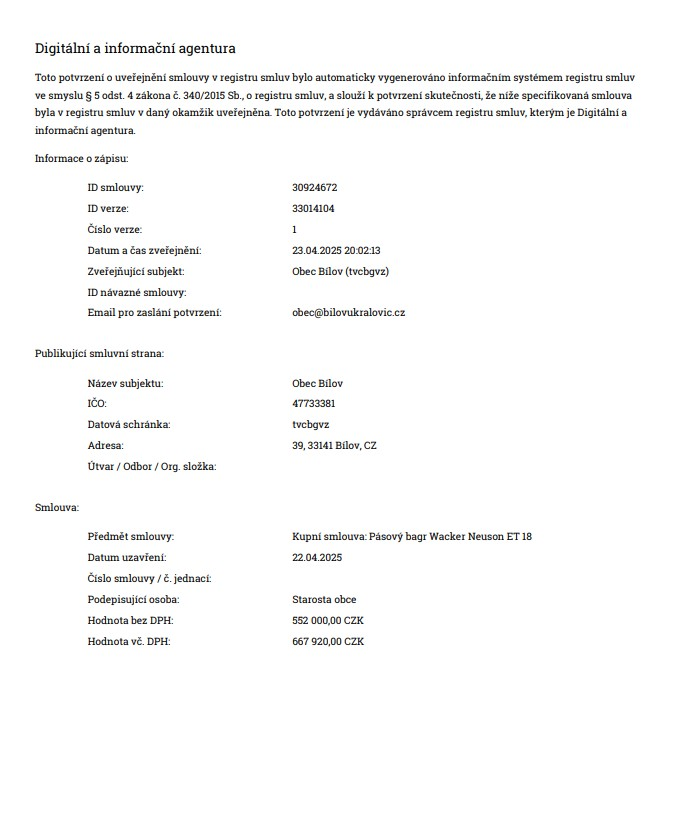 Digitální a informační agentura
Toto potvrzení o uveřejnění smlouvy v registru smluv bylo automaticky vygenerováno informačním systémem registru smluv
ve smyslu § 5 odst. 4 zákona č. 340/2015 Sb., o registru smluv, a slouží k potvrzení skutečnosti, že níže specifikovaná smlouva
byla v registru smluv v daný okamžik uveřejněna. Toto potvrzení je vydáváno správcem registru smluv, kterým je Digitální a
informační agentura.
Informace o zápisu:
ID smlouvy: 30924672
ID verze: 33014104
Číslo verze: 1
Datum a čas zveřejnění: 23.04.2025 20:02:13
Zveřejňující subjekt: Obec Bílov (tvcbgvz)
ID návazné smlouvy:
Email pro zaslání potvrzení: obec@bilovukralovic.cz
Publikující smluvní strana:
Název subjektu: Obec Bílov
IČO: 47733381
Datová schránka: tvcbgvz
Adresa: 39, 33141 Bílov, CZ
Útvar / Odbor / Org. složka:
Smlouva:
Předmět smlouvy: Kupní smlouva: Pásový bagr Wacker Neuson ET 18
Datum uzavření: 22.04.2025
Číslo smlouvy / č. jednací:
Podepisující osoba: Starosta obce
Hodnota bez DPH: 552 000,00 CZK
Hodnota vč. DPH: 667 920,00 CZK